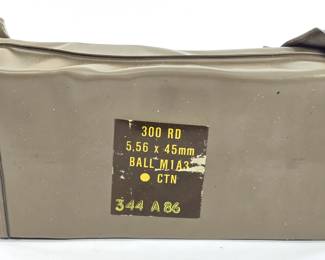 300 RD
5,56 x 45mm
BALL M1A3
CTN
344 A 86